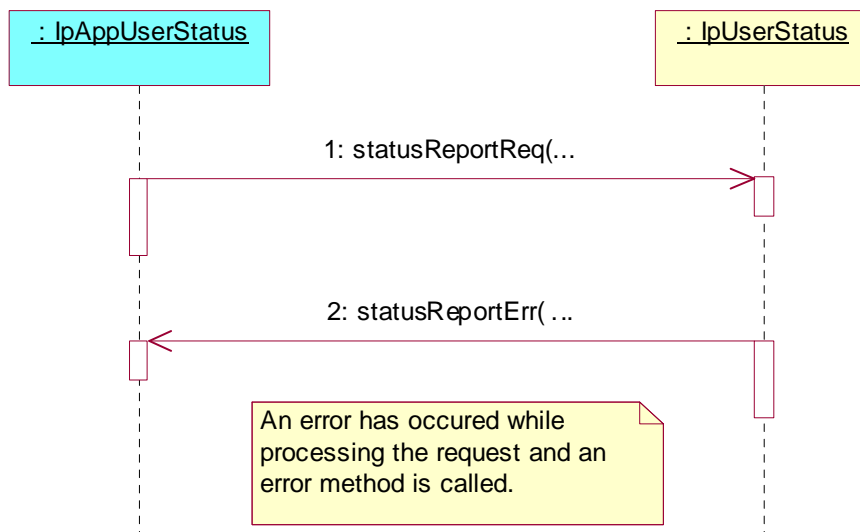 : IpAppUserStatus
: IpUserStatus
1: statusReportReq(...
2: statusReportErr( ...
An error has occured while
processing the request and an
error method is called.